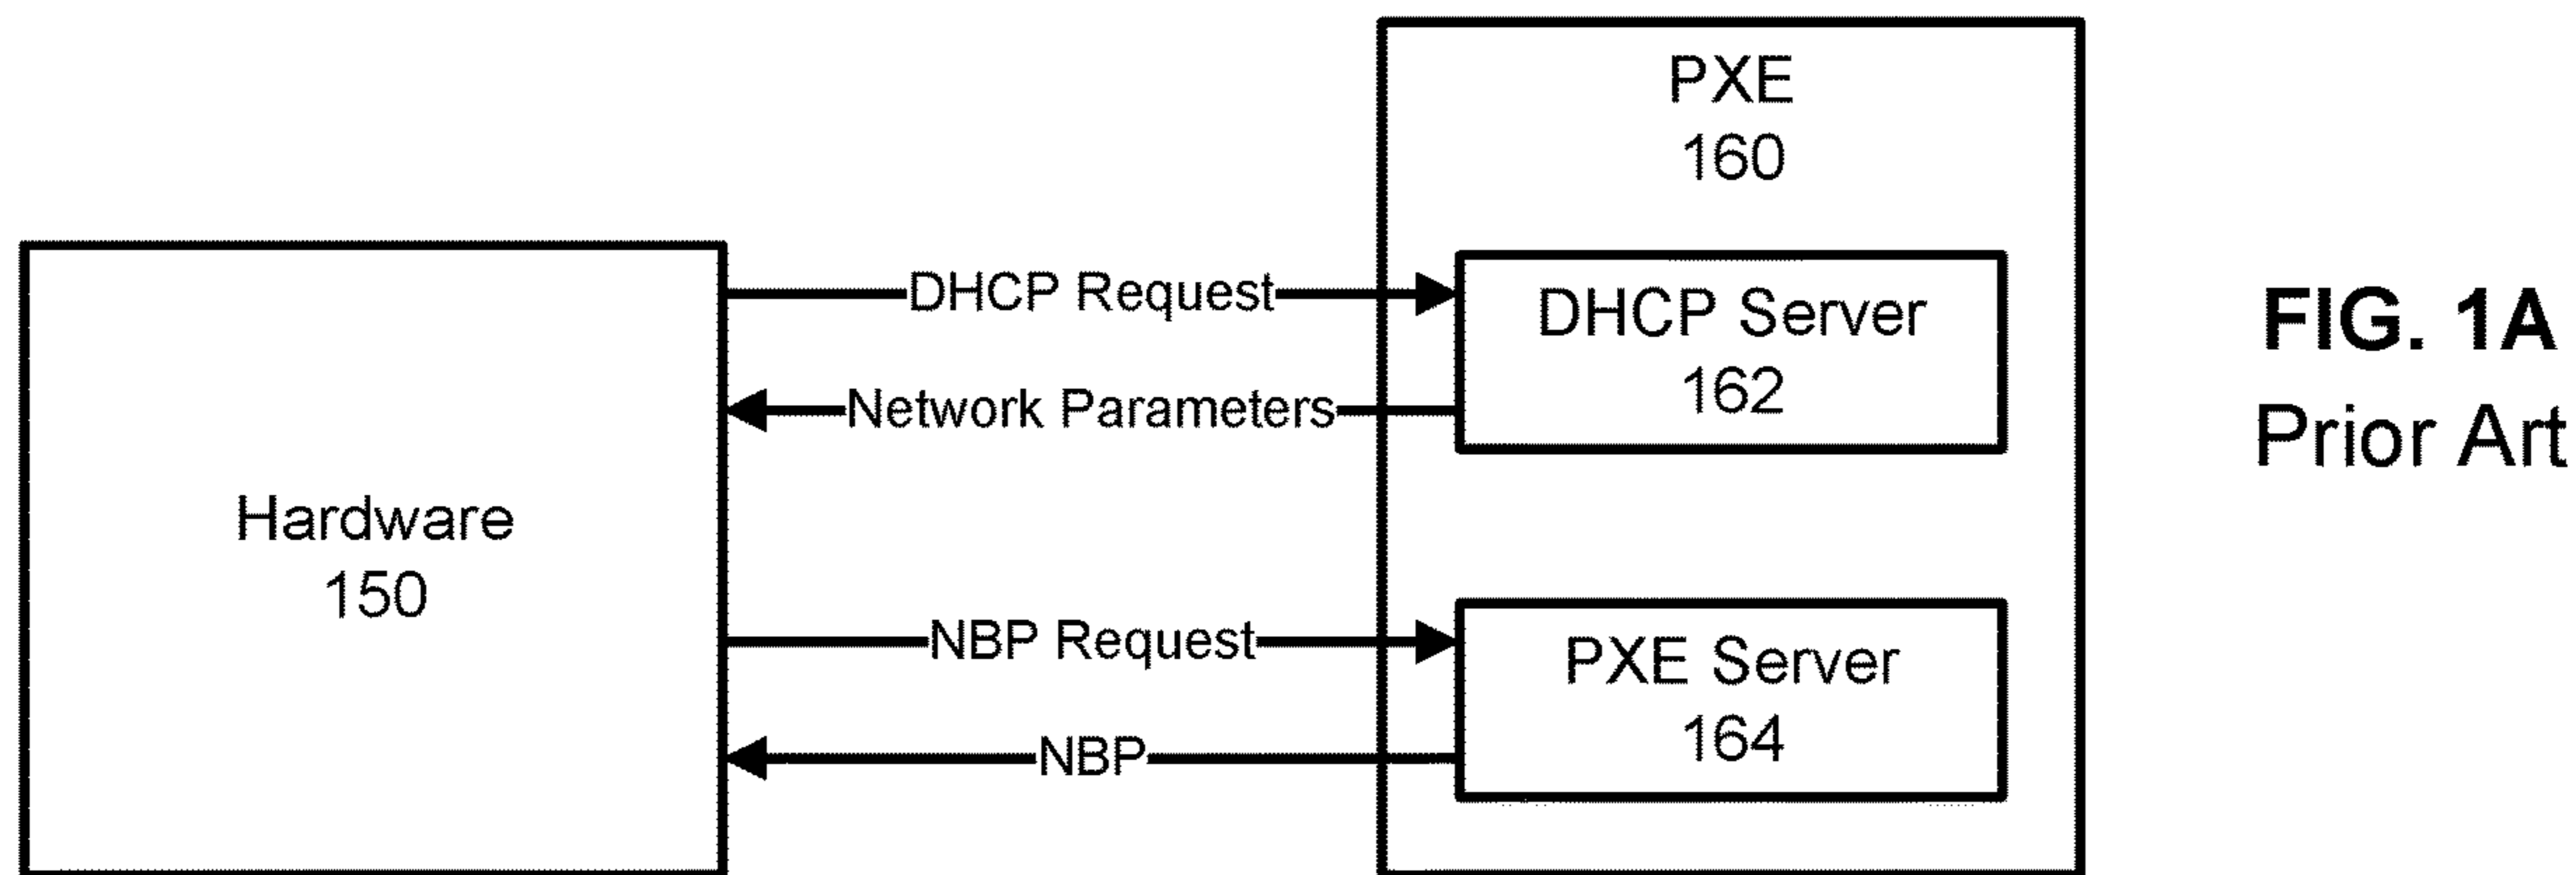 PXE
160
DHCP Request
DHCP Server
162
Network Parameters
Hardware
150
NBP Request
PXE Server
164
NBP
FIG. 1A
Prior Art